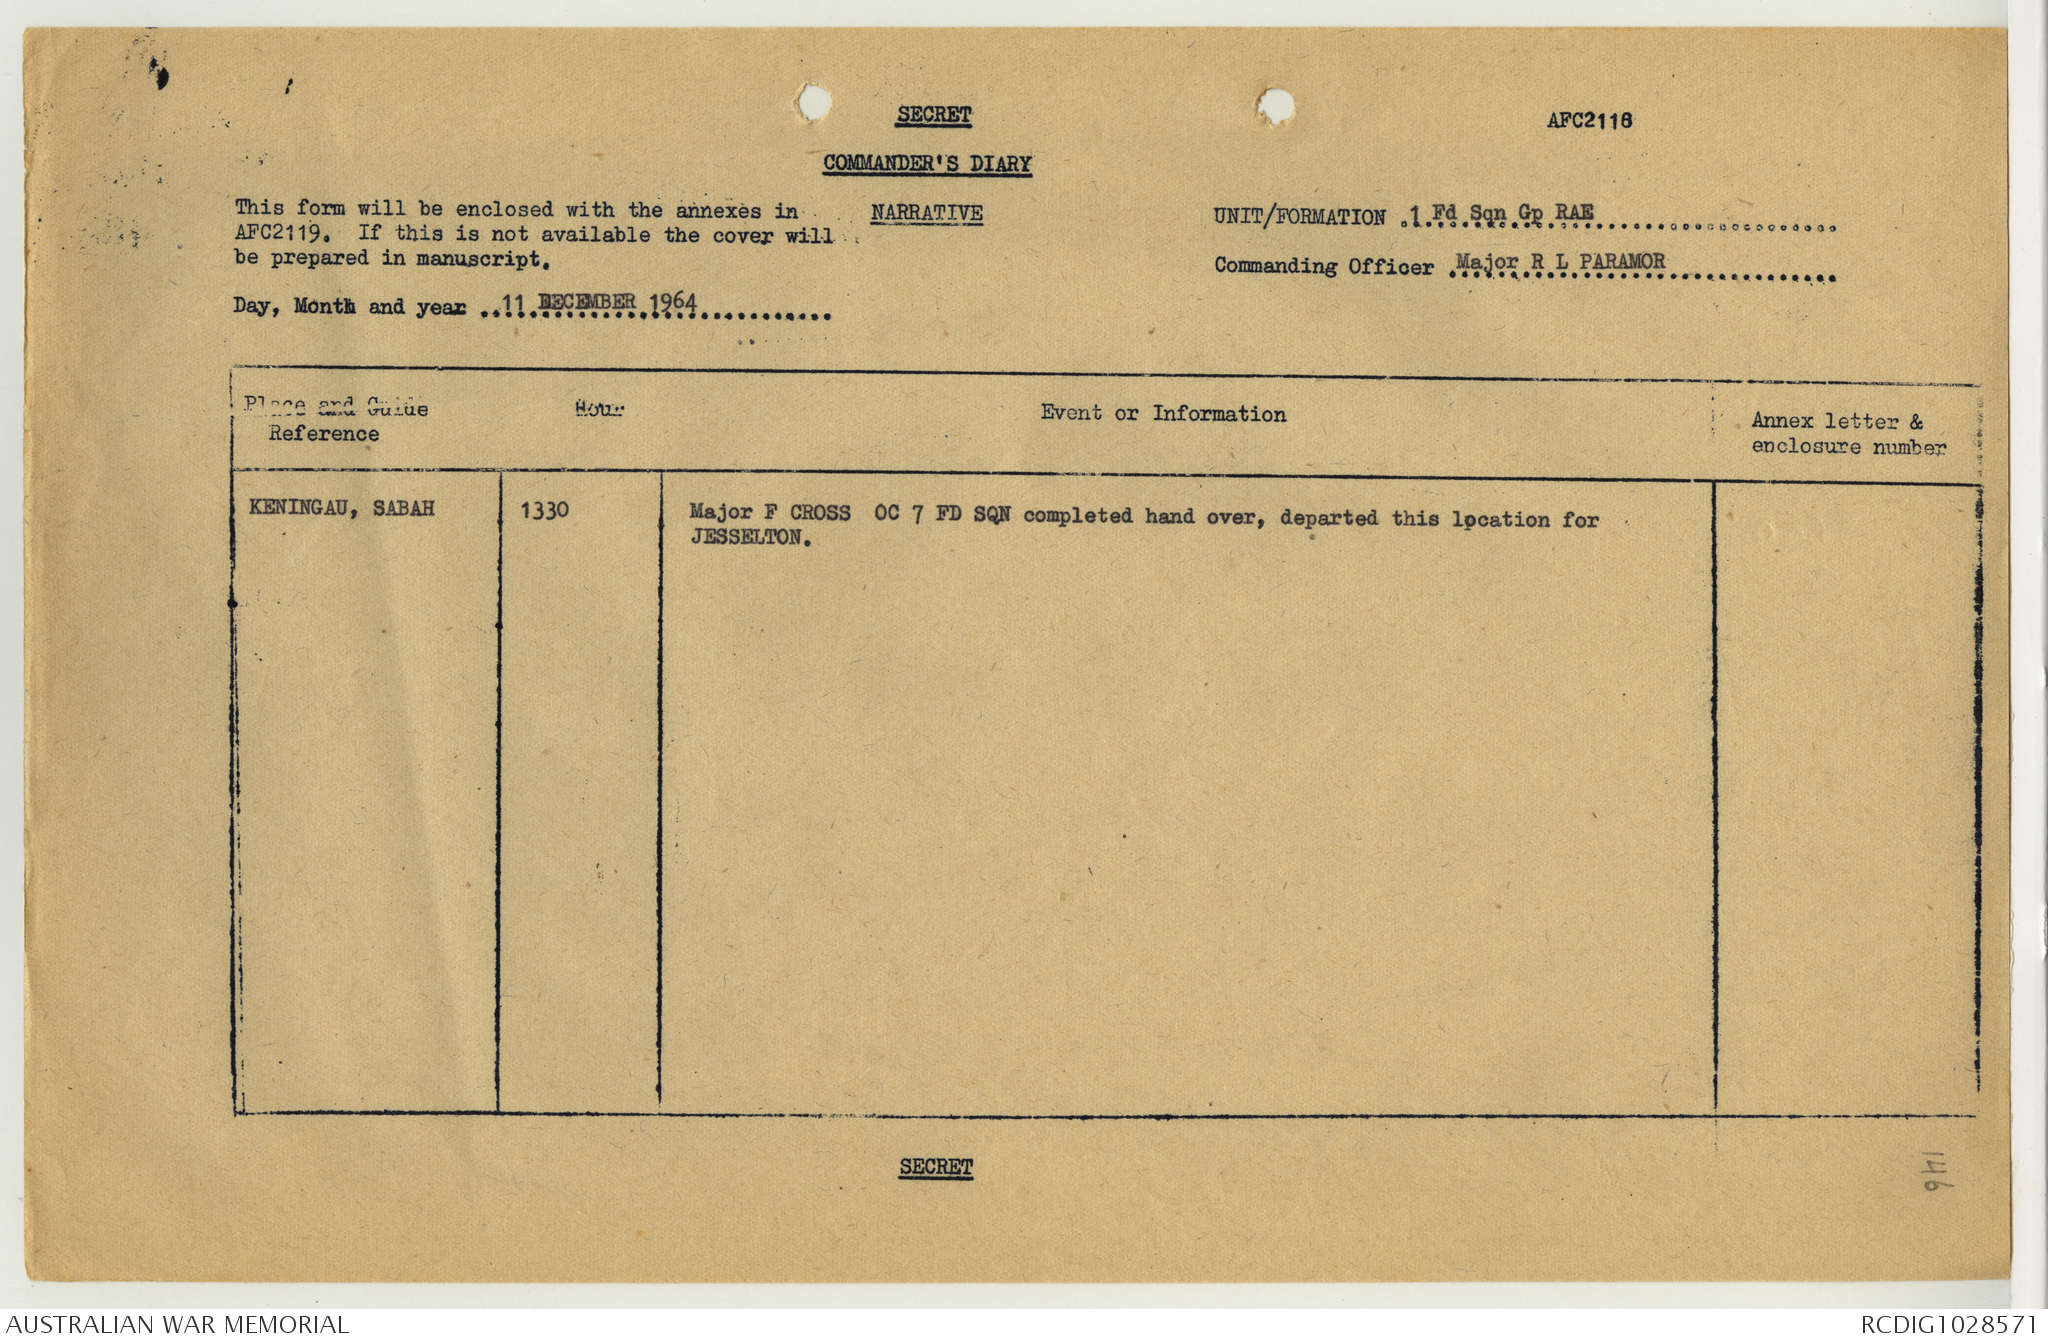 SECRET
AFC2118
COMMANDER'S DIARY
This form will be enclosed with the annexes in
AFC2119. If this is not available the cover will
be prepared in manuscript.
NARRATIVE
UNIT/FORMATION 1 Fd Sqn Gp RAE
Commanding Officer Major R L PARAMOR
Day, Month and year 11 DECEMBER 1964
Place and Guide
Reference
Hour
Event or Information
Annex letter &
enclosure number
KENINGAU, SABAH
1330
Major F CROSS OC 7 FD SQN completed hand over, departed this location for
JESSELTON.
SECRET
146
AUSTRALIAN WAR MEMORIAL
RCDIG1028571